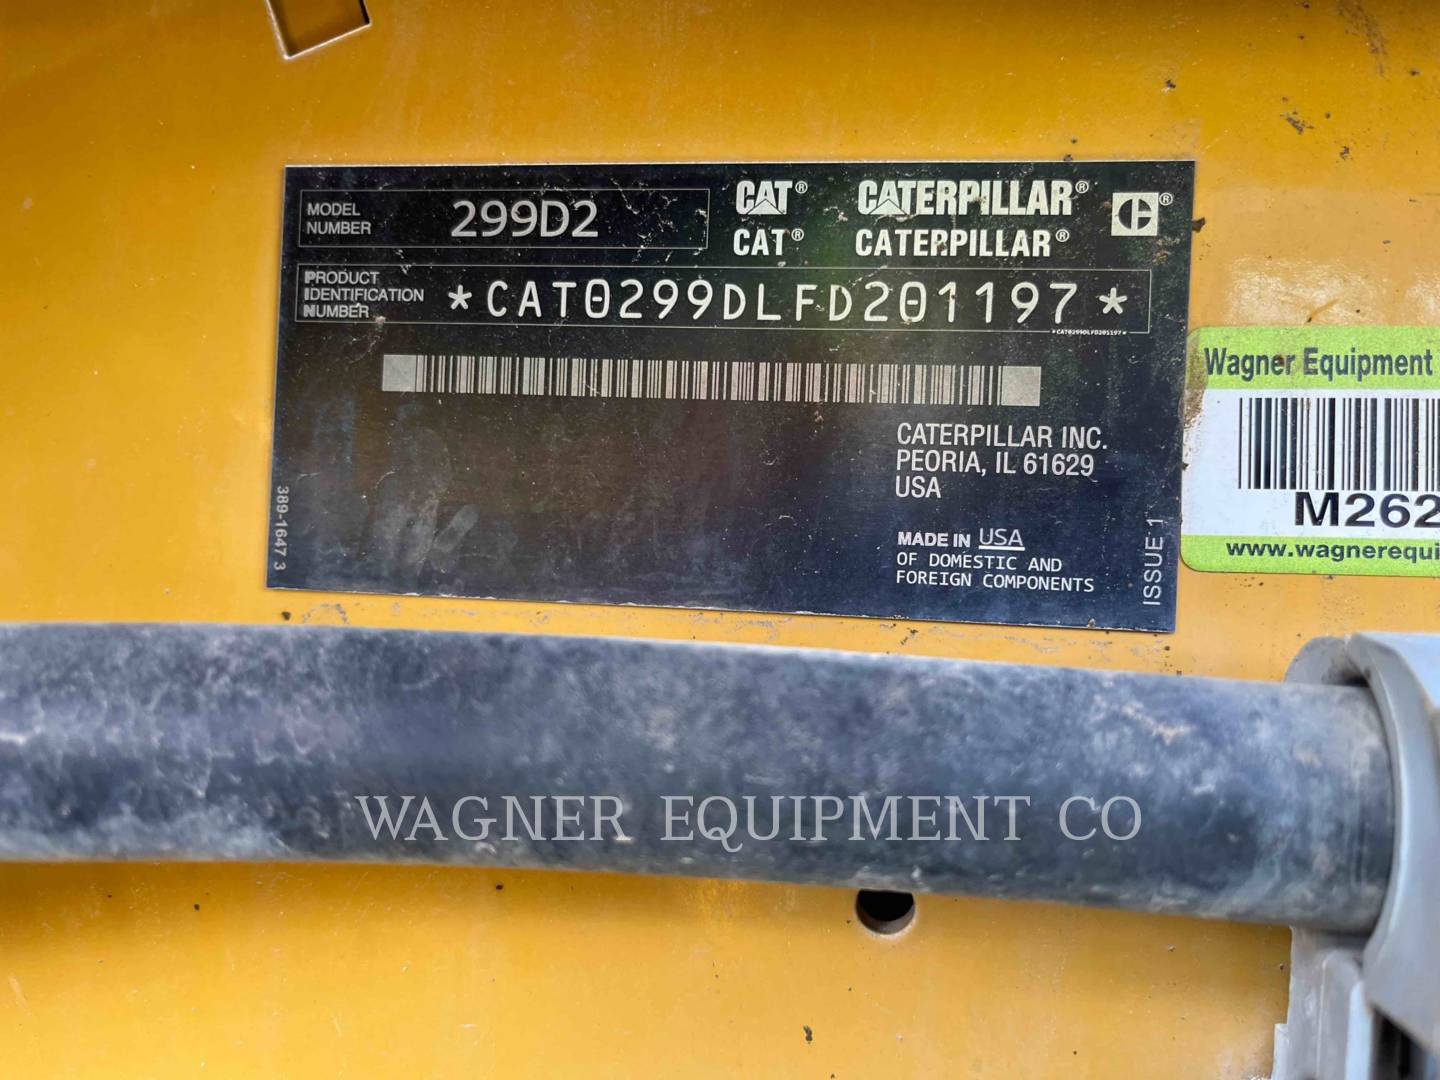 MODEL NUMBER 299D2
CAT® CATERPILLAR® ®
CAT® CATERPILLAR®
PRODUCT IDENTIFICATION NUMBER *CAT0299DLFD201197*
*CAT0299DLFD201197*
CATERPILLAR INC.
PEORIA, IL 61629
USA
MADE IN USA
OF DOMESTIC AND
FOREIGN COMPONENTS
389-1647 3
ISSUE 1
Wagner Equipment
M262
www.wagnerequi
WAGNER EQUIPMENT CO